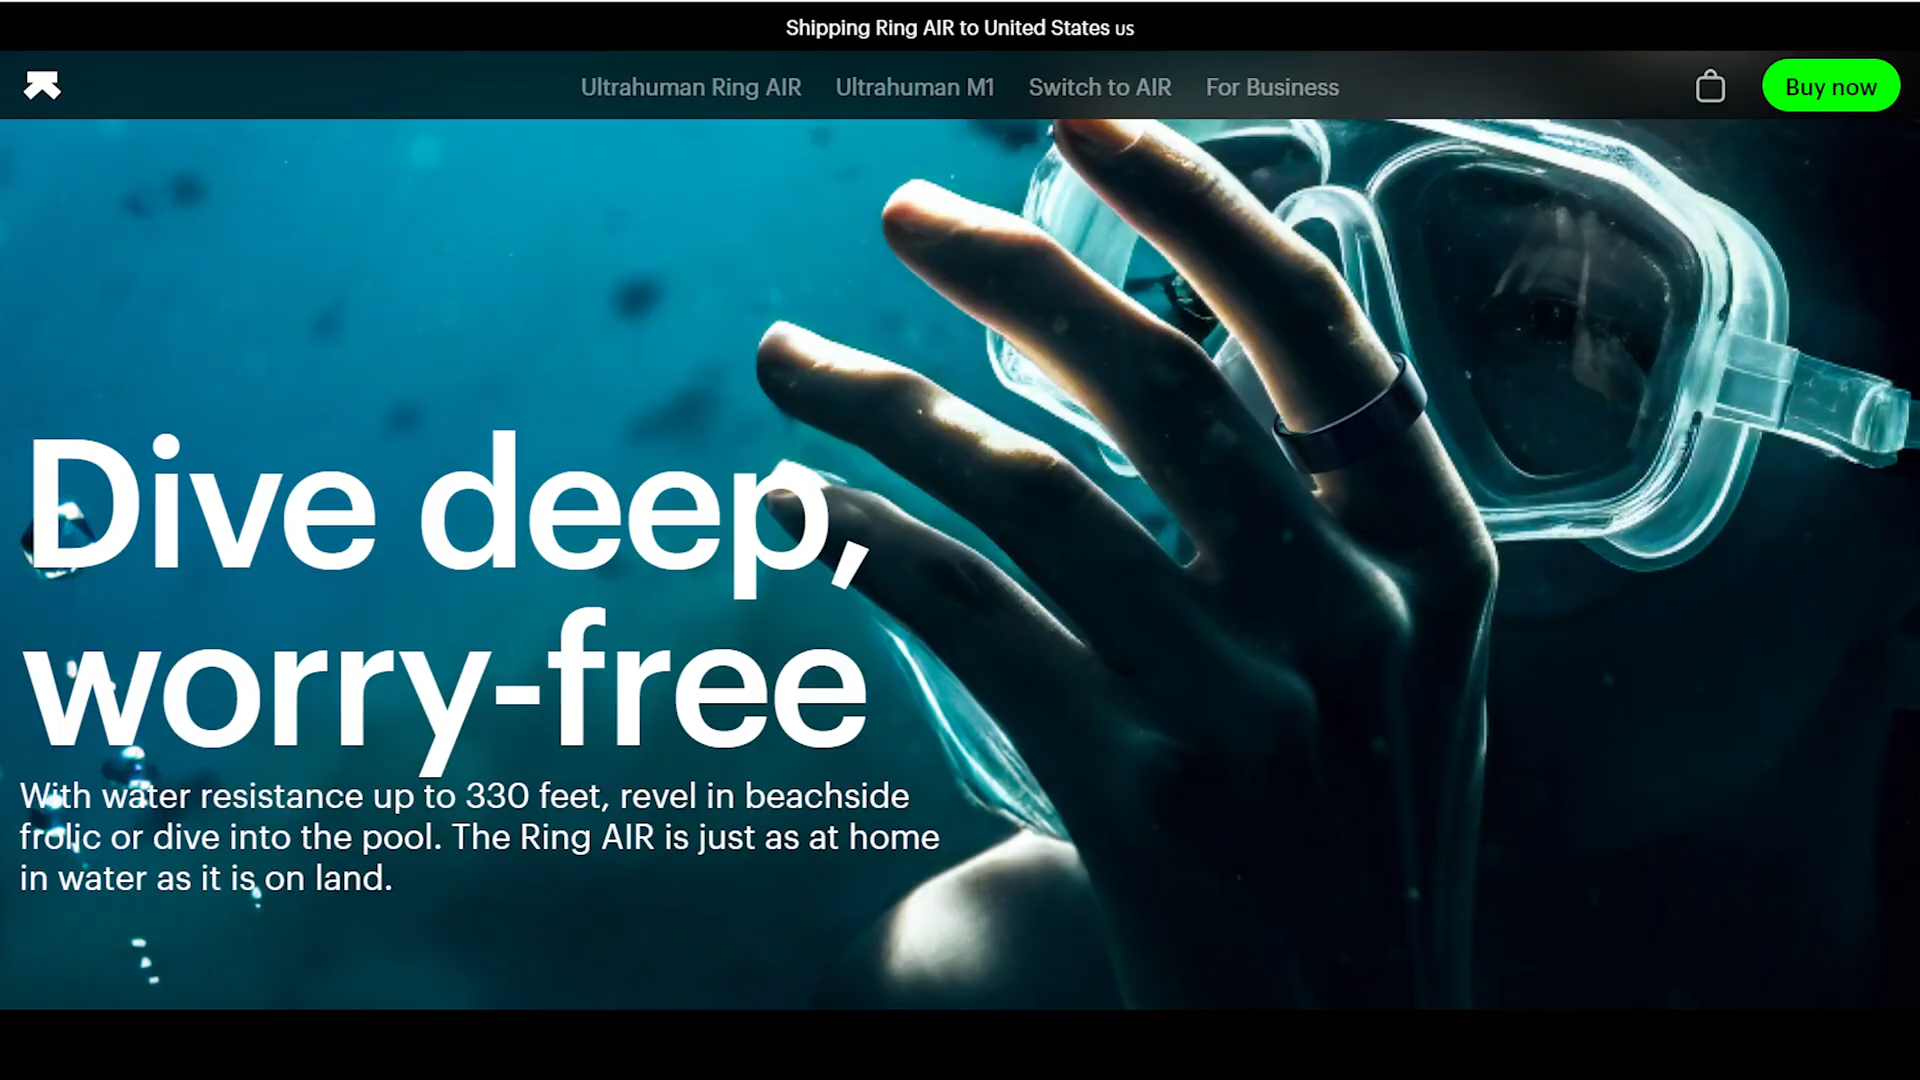 Shipping Ring AIR to United States US
Ultrahuman Ring AIR Ultrahuman M1 Switch to AIR For Business Buy now
Dive deep,
worry-free
With water resistance up to 330 feet, revel in beachside
frolic or dive into the pool. The Ring AIR is just as at home
in water as it is on land.